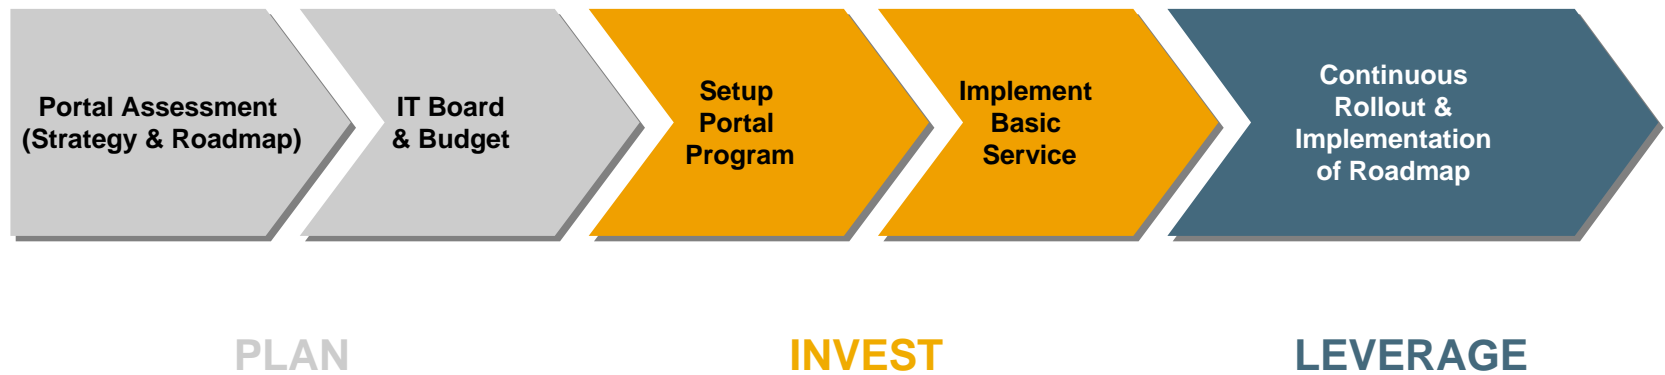 Portal Assessment
(Strategy & Roadmap)
IT Board
& Budget
Setup
Portal
Program
Implement
Basic
Service
Continuous
Rollout &
Implementation
of Roadmap
PLAN
INVEST
LEVERAGE